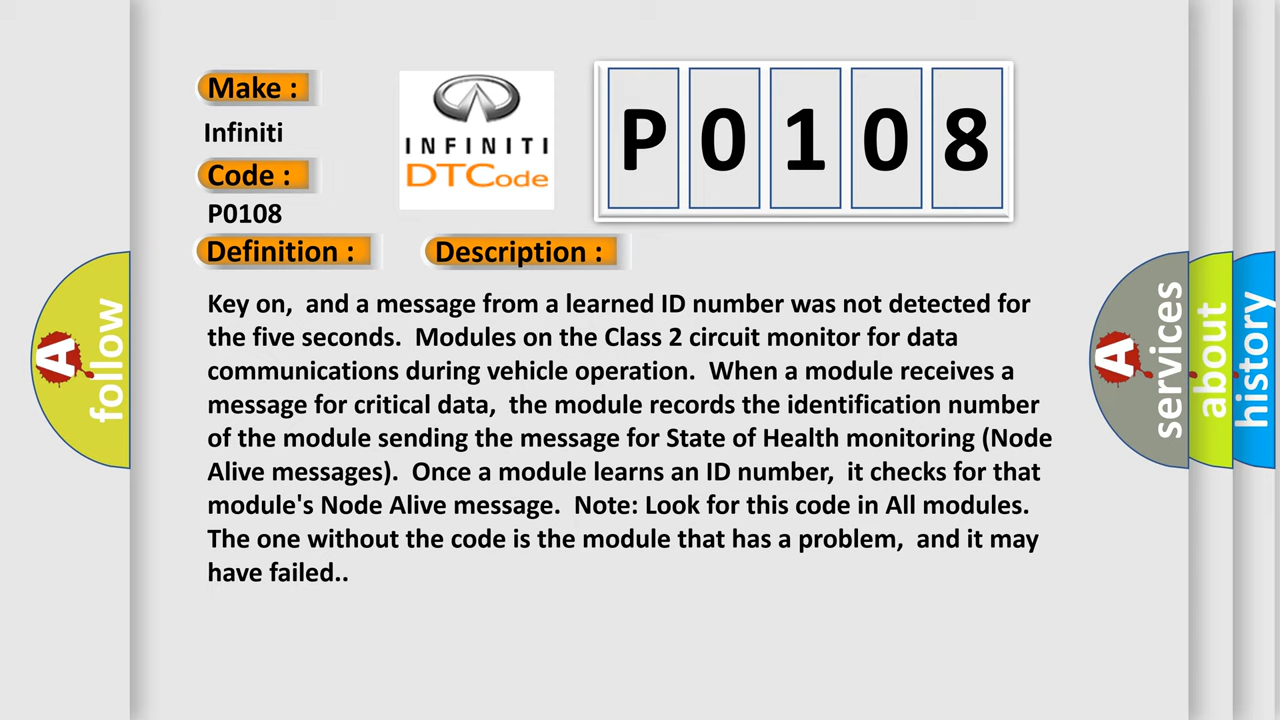 Make :
Infiniti
Code :
P0108
INFINITI
DTCode
P0108
Definition :
Description :
Key on,  and a message from a learned ID number was not detected for
the five seconds.  Modules on the Class 2 circuit monitor for data
communications during vehicle operation.  When a module receives a
message for critical data,  the module records the identification number
of the module sending the message for State of Health monitoring (Node
Alive messages).  Once a module learns an ID number,  it checks for that
module's Node Alive message.  Note: Look for this code in All modules.
The one without the code is the module that has a problem,  and it may
have failed..
A
follow
A
services
about
history